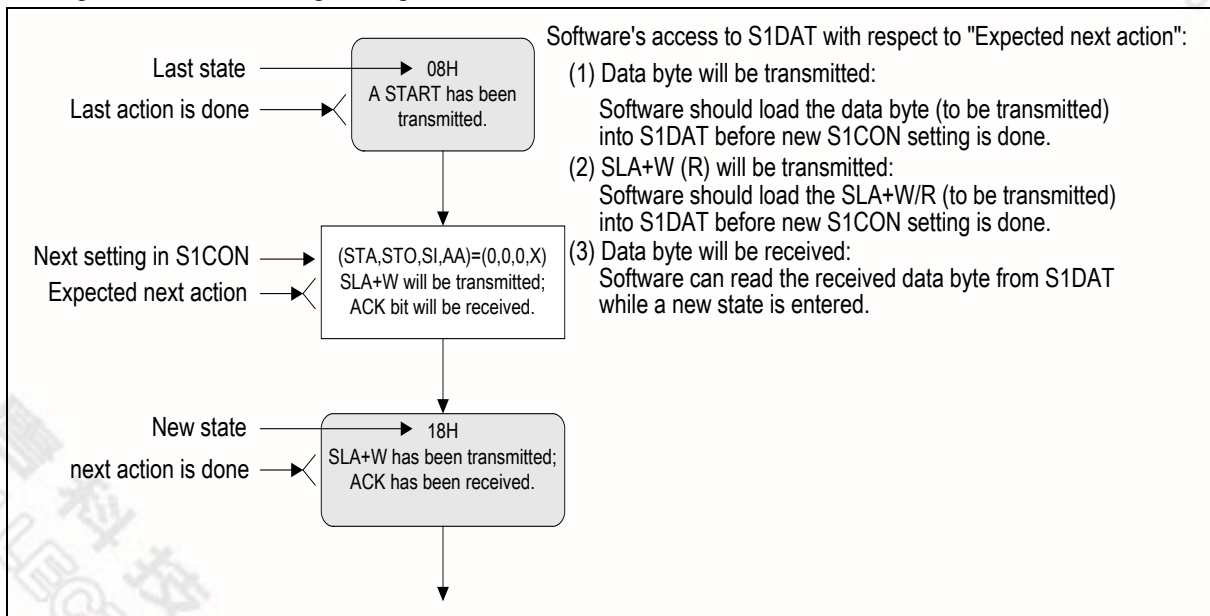 Software's access to S1DAT with respect to "Expected next action":
(1) Data byte will be transmitted:
Software should load the data byte (to be transmitted)
into S1DAT before new S1CON setting is done.
(2) SLA+W (R) will be transmitted:
Software should load the SLA+W/R (to be transmitted)
into S1DAT before new S1CON setting is done.
(3) Data byte will be received:
Software can read the received data byte from S1DAT
while a new state is entered.
Last state
Last action is done
08H
A START has been
transmitted.
Next setting in S1CON
Expected next action
(STA,STO,SI,AA)=(0,0,0,X)
SLA+W will be transmitted;
ACK bit will be received.
New state
next action is done
18H
SLA+W has been transmitted;
ACK has been received.